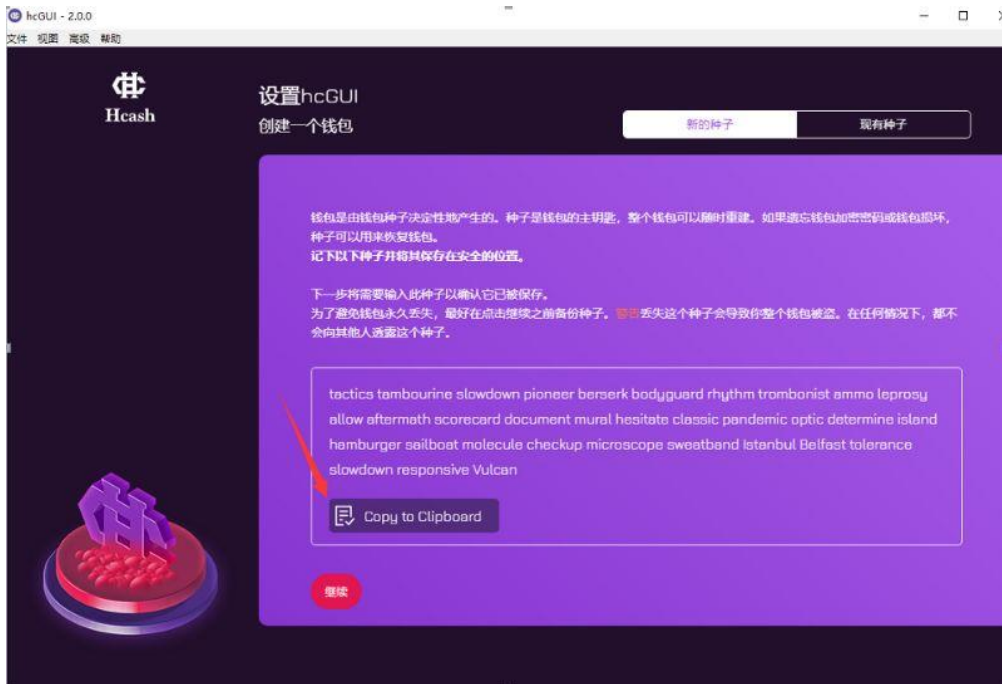 hcGUI - 2.0.0
文件 视图 高级 帮助
Hcash
设置hcGUI
创建一个钱包
新的种子
现有种子
钱包是由钱包种子决定性地产生的。种子是钱包的主钥匙，整个钱包可以随时重建。如果遗忘钱包加密密码或钱包损坏，
种子可以用来恢复钱包。
记下以下种子并将其保存在安全的位置。
下一步将需要输入此种子以确认它已被保存。
为了避免钱包永久丢失，最好在点击继续之前备份种子。警告丢失这个种子会导致你整个钱包被盗。在任何情况下，都不
会向其他人透露这个种子。
tactics tambourine slowdown pioneer berserk bodyguard rhythm trombonist ammo leprosy
allow aftermath scorecard document mural hesitate classic pandemic optic determine island
hamburger sailboat molecule checkup microscope sweatband Istanbul Belfast tolerance
slowdown responsive Vulcan
Copy to Clipboard
继续